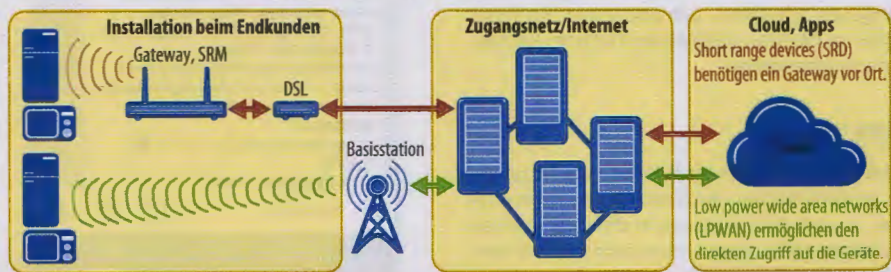 Installation beim Endkunden
Gateway, SRM
DSL
Basisstation
Zugangsnetz/Internet
Cloud, Apps
Short range devices (SRD)
benötigen ein Gateway vor Ort.
Low power wide area networks
(LPWAN) ermöglichen den
direkten Zugriff auf die Geräte.